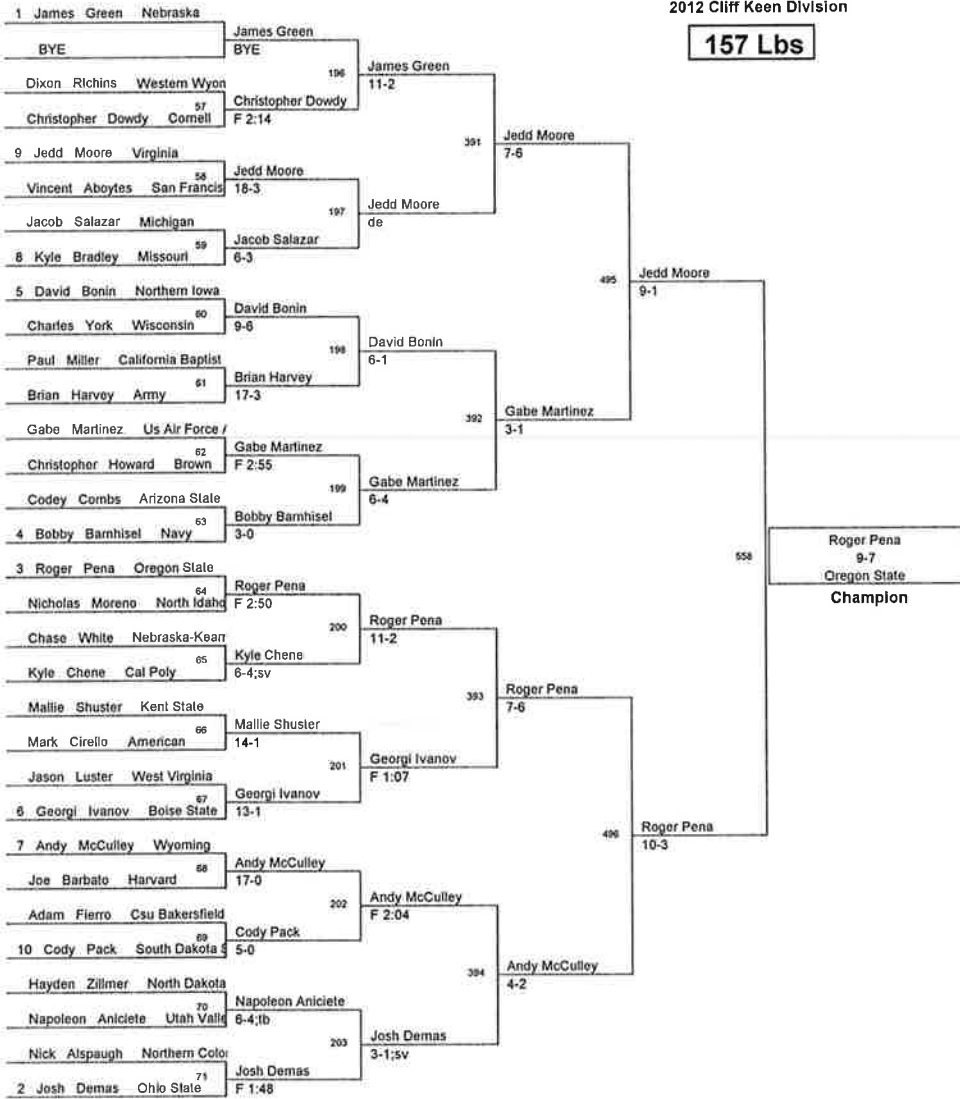 2012 Cliff Keen Division
157 Lbs
1 James Green Nebraska
BYE
James Green
BYE
Dixon Richins Western Wyon
57
Christopher Dowdy Cornell
Christopher Dowdy
F 2:14
196
James Green
11-2
9 Jedd Moore Virginia
58
Vincent Aboytes San Francis
Jedd Moore
18-3
Jacob Salazar Michigan
59
8 Kyle Bradley Missouri
Jacob Salazar
6-3
197
Jedd Moore
de
391
Jedd Moore
7-6
5 David Bonin Northern Iowa
60
Charles York Wisconsin
David Bonin
9-6
Paul Miller California Baptist
61
Brian Harvey Army
Brian Harvey
17-3
198
David Bonin
6-1
Gabe Martinez Us Air Force /
62
Christopher Howard Brown
Gabe Martinez
F 2:55
Codey Combs Arizona State
63
4 Bobby Barnhisel Navy
Bobby Barnhisel
3-0
199
Gabe Martinez
6-4
392
Gabe Martinez
3-1
495
Jedd Moore
9-1
3 Roger Pena Oregon State
64
Nicholas Moreno North Idaho
Roger Pena
F 2:50
Chase White Nebraska-Kearn
65
Kyle Chene Cal Poly
Kyle Chene
6-4;sv
200
Roger Pena
11-2
Mallie Shuster Kent State
66
Mark Cirello American
Mallie Shuster
14-1
Jason Luster West Virginia
67
6 Georgi Ivanov Boise State
Georgi Ivanov
13-1
201
Georgi Ivanov
F 1:07
393
Roger Pena
7-6
7 Andy McCulley Wyoming
68
Joe Barbato Harvard
Andy McCulley
17-0
Adam Fierro Csu Bakersfield
69
10 Cody Pack South Dakota S
Cody Pack
5-0
202
Andy McCulley
F 2:04
Hayden Zillmer North Dakota
70
Napoleon Aniciete Utah Valle
Napoleon Aniciete
6-4;tb
Nick Alspaugh Northern Color
71
2 Josh Demas Ohio State
Josh Demas
F 1:48
203
Josh Demas
3-1;sv
394
Andy McCulley
4-2
496
Roger Pena
10-3
558
Roger Pena
9-7
Oregon State
Champion